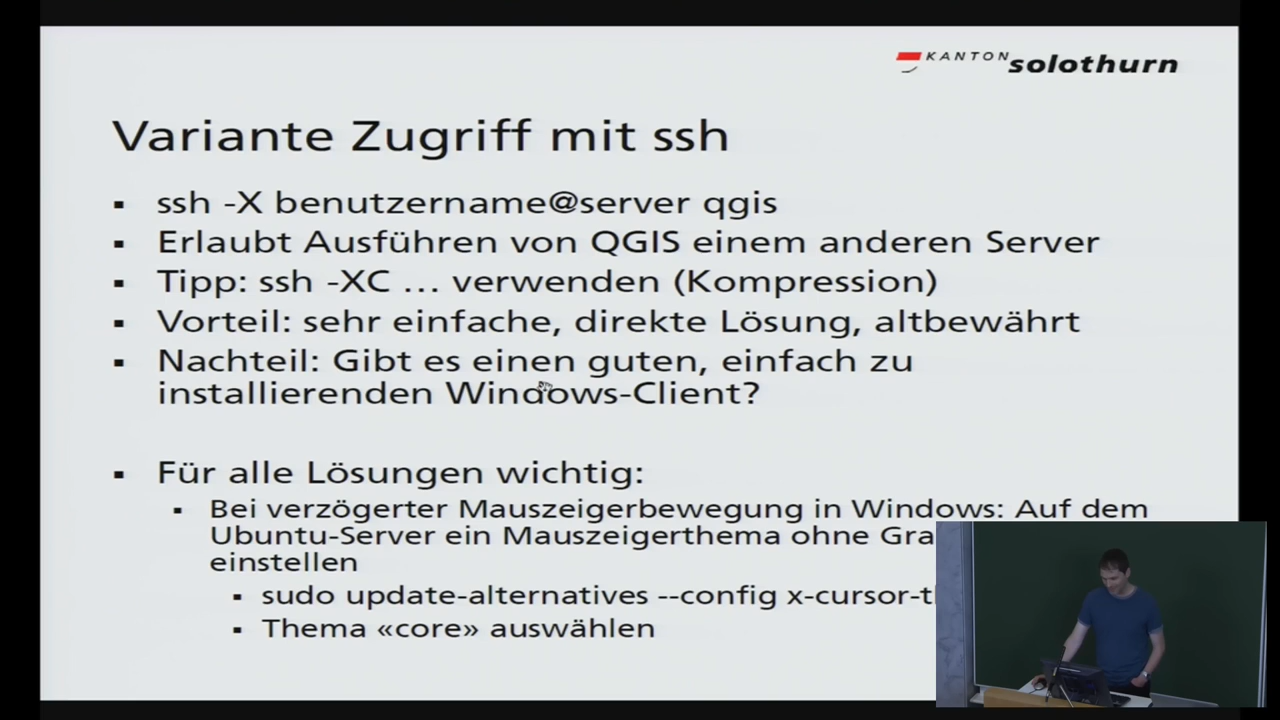 KANTON solothurn
Variante Zugriff mit ssh
▪ ssh -X benutzername@server qgis
▪ Erlaubt Ausführen von QGIS einem anderen Server
▪ Tipp: ssh -XC … verwenden (Kompression)
▪ Vorteil: sehr einfache, direkte Lösung, altbewährt
▪ Nachteil: Gibt es einen guten, einfach zu
installierenden Windows-Client?
▪ Für alle Lösungen wichtig:
▪ Bei verzögerter Mauszeigerbewegung in Windows: Auf dem
Ubuntu-Server ein Mauszeigerthema ohne
einstellen
▪ sudo update-alternatives --config
▪ Thema «core» auswählen